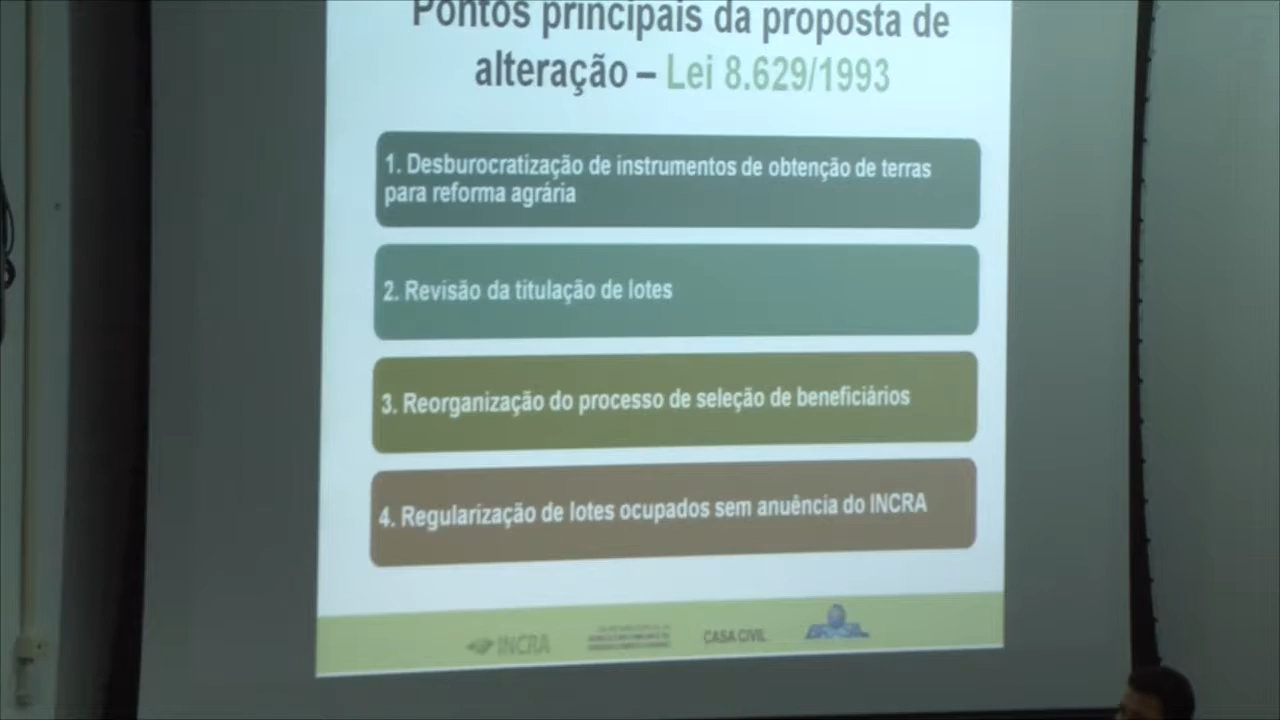 Pontos principais da proposta de
alteração – Lei 8.629/1993
1. Desburocratização de instrumentos de obtenção de terras
para reforma agrária
2. Revisão da titulação de lotes
3. Reorganização do processo de seleção de beneficiários
4. Regularização de lotes ocupados sem anuência do INCRA
INCRA
CASA CIVIL